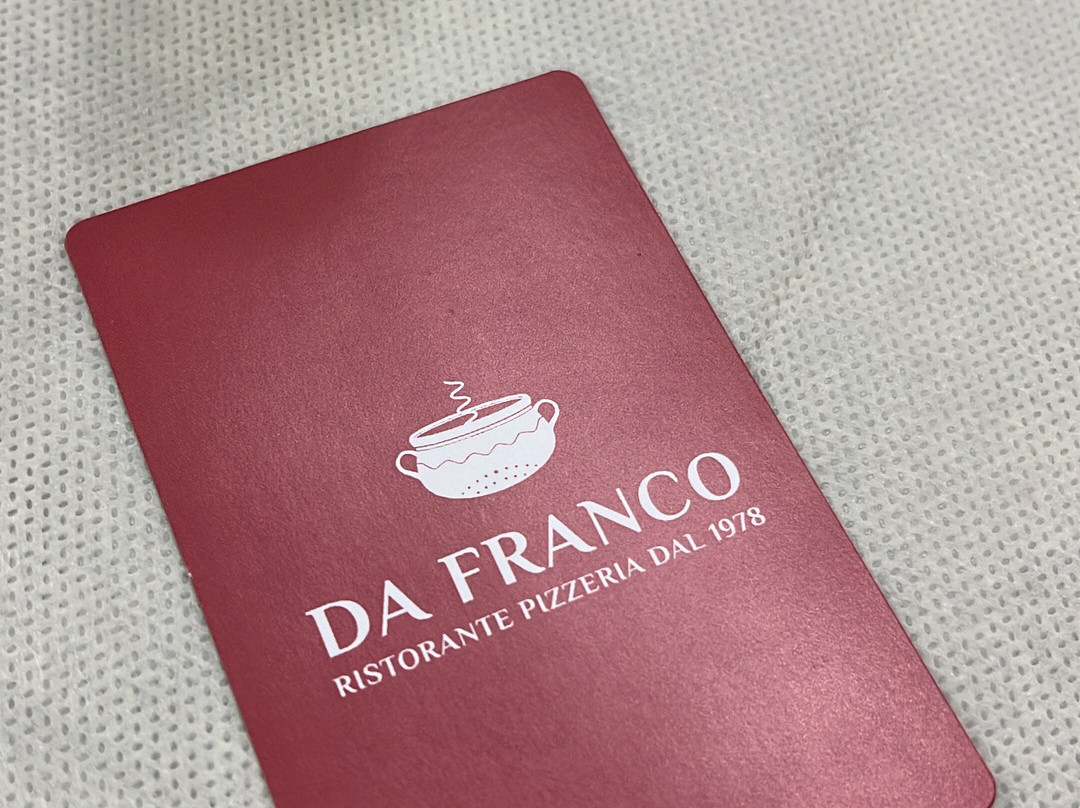 DA FRANCO
RISTORANTE PIZZERIA DAL 1978